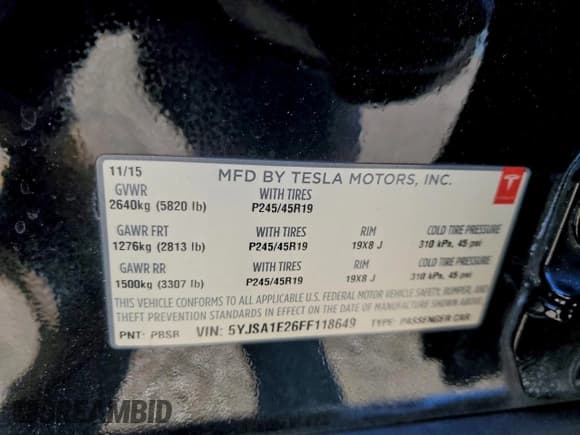 11/15 MFD BY TESLA MOTORS, INC.
GVWR WITH TIRES
2640kg (5820 lb) P245/45R19
GAWR FRT WITH TIRES RIM COLD TIRE PRESSURE
1276kg (2813 lb) P245/45R19 19X8 J 310 kPa, 45 psi
GAWR RR WITH TIRES RIM COLD TIRE PRESSURE
1500kg (3307 lb) P245/45R19 19X8 J 310 kPa, 45 psi
THIS VEHICLE CONFORMS TO ALL APPLICABLE U.S. FEDERAL MOTOR VEHICLE SAFETY, BUMPER, AND
THEFT PREVENTION STANDARDS IN EFFECT ON THE DATE OF MANUFACTURE SHOWN ABOVE.
PNT: PBSB VIN: 5YJSA1E26FF118649 TYPE: PASSENGER CAR